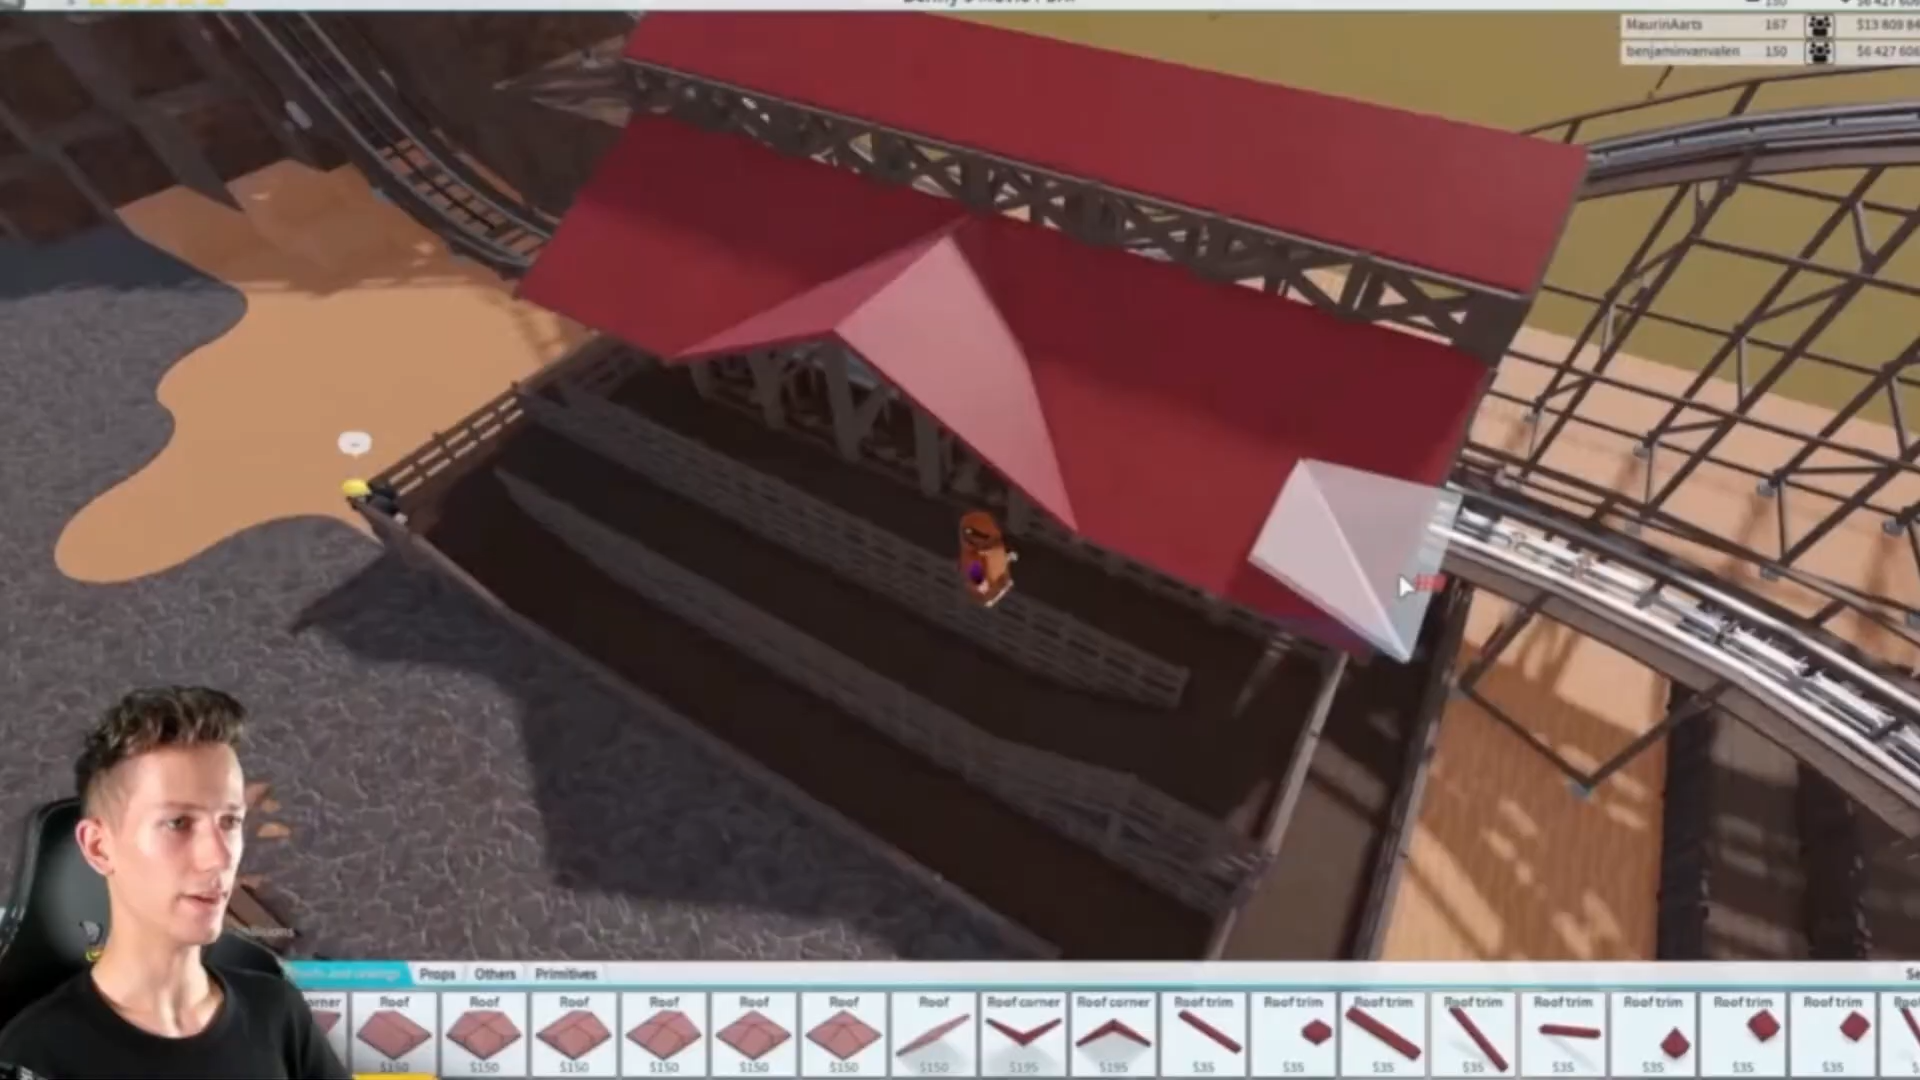 MaurinAarts 167 $13 809 84
benjaminvanvalen 150 $6 427 608
Props Others Primitives
Roof Roof Roof Roof Roof Roof Roof Roof corner Roof corner Roof trim Roof trim Roof trim Roof trim Roof trim Roof trim Roof trim Roof trim
$150 $150 $150 $150 $150 $150 $150 $195 $195 $35 $35 $35 $35 $35 $35 $35 $35